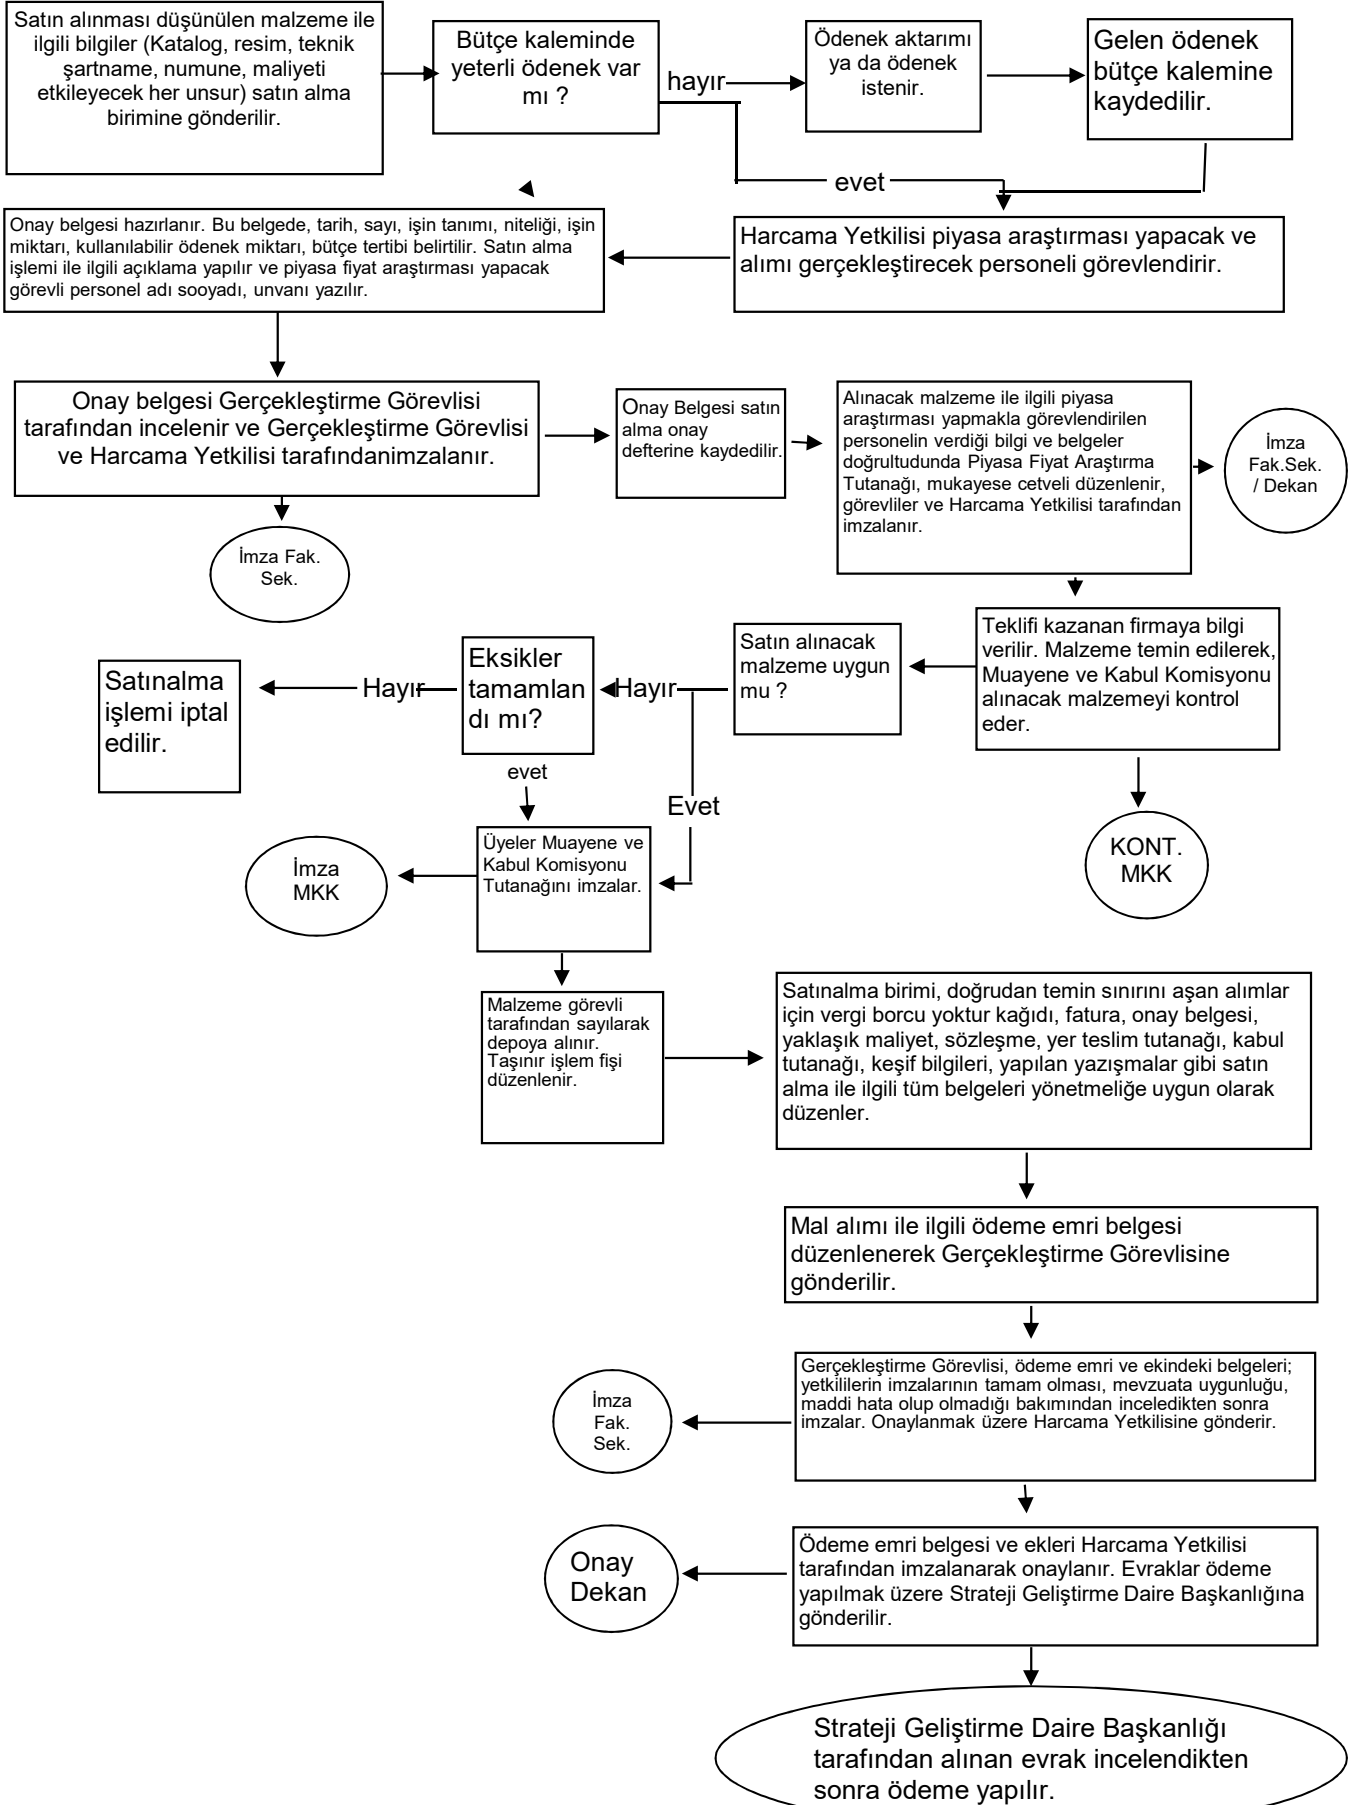 Satın alınması düşünülen malzeme ile
ilgili bilgiler (Katalog, resim, teknik
şartname, numune, maliyeti
etkileyecek her unsur) satın alma
birimine gönderilir.
Bütçe kaleminde
yeterli ödenek var
mı ?
hayır
Ödenek aktarımı
ya da ödenek
istenir.
Gelen ödenek
bütçe kalemine
kaydedilir.
evet
Onay belgesi hazırlanır. Bu belgede, tarih, sayı, işin tanımı, niteliği, işin
miktarı, kullanılabilir ödenek miktarı, bütçe tertibi belirtilir. Satın alma
işlemi ile ilgili açıklama yapılır ve piyasa fiyat araştırması yapacak
görevli personel adı sooyadı, unvanı yazılır.
Harcama Yetkilisi piyasa araştırması yapacak ve
alımı gerçekleştirecek personeli görevlendirir.
Onay belgesi Gerçekleştirme Görevlisi
tarafından incelenir ve Gerçekleştirme Görevlisi
ve Harcama Yetkilisi tarafındanimzalanır.
Onay Belgesi satın
alma onay
defterine kaydedilir.
Alınacak malzeme ile ilgili piyasa
araştırması yapmakla görevlendirilen
personelin verdiği bilgi ve belgeler
doğrultudunda Piyasa Fiyat Araştırma
Tutanağı, mukayese cetveli düzenlenir,
görevliler ve Harcama Yetkilisi tarafından
imzalanır.
İmza
Fak.Sek.
/ Dekan
İmza Fak.
Sek.
Teklifi kazanan firmaya bilgi
verilir. Malzeme temin edilerek,
Muayene ve Kabul Komisyonu
alınacak malzemeyi kontrol
eder.
Satın alınacak
malzeme uygun
mu ?
Hayır
Eksikler
tamamlan
dı mı?
Hayır
Satınalma
işlemi iptal
edilir.
evet
Evet
KONT.
MKK
Üyeler Muayene ve
Kabul Komisyonu
Tutanağını imzalar.
İmza
MKK
Malzeme görevli
tarafından sayılarak
depoya alınır.
Taşınır işlem fişi
düzenlenir.
Satınalma birimi, doğrudan temin sınırını aşan alımlar
için vergi borcu yoktur kağıdı, fatura, onay belgesi,
yaklaşık maliyet, sözleşme, yer teslim tutanağı, kabul
tutanağı, keşif bilgileri, yapılan yazışmalar gibi satın
alma ile ilgili tüm belgeleri yönetmeliğe uygun olarak
düzenler.
Mal alımı ile ilgili ödeme emri belgesi
düzenlenerek Gerçekleştirme Görevlisine
gönderilir.
Gerçekleştirme Görevlisi, ödeme emri ve ekindeki belgeleri;
yetkililerin imzalarının tamam olması, mevzuata uygunluğu,
maddi hata olup olmadığı bakımından inceledikten sonra
imzalar. Onaylanmak üzere Harcama Yetkilisine gönderir.
İmza
Fak.
Sek.
Ödeme emri belgesi ve ekleri Harcama Yetkilisi
tarafından imzalanarak onaylanır. Evraklar ödeme
yapılmak üzere Strateji Geliştirme Daire Başkanlığına
gönderilir.
Onay
Dekan
Strateji Geliştirme Daire Başkanlığı
tarafından alınan evrak incelendikten
sonra ödeme yapılır.